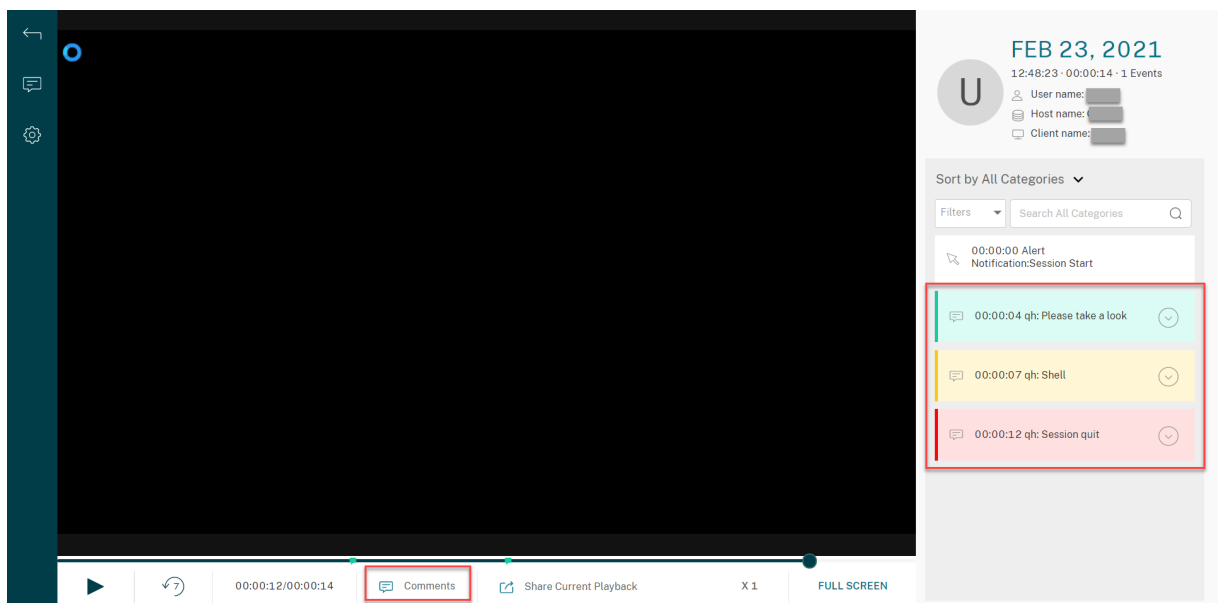 FEB 23, 2021
12:48:23 · 00:00:14 · 1 Events
U
User name:
Host name:
Client name:
Sort by All Categories
Filters
Search All Categories
00:00:00 Alert
Notification:Session Start
00:00:04 qh: Please take a look
00:00:07 qh: Shell
00:00:12 qh: Session quit
7
00:00:12/00:00:14
Comments
Share Current Playback
X 1
FULL SCREEN